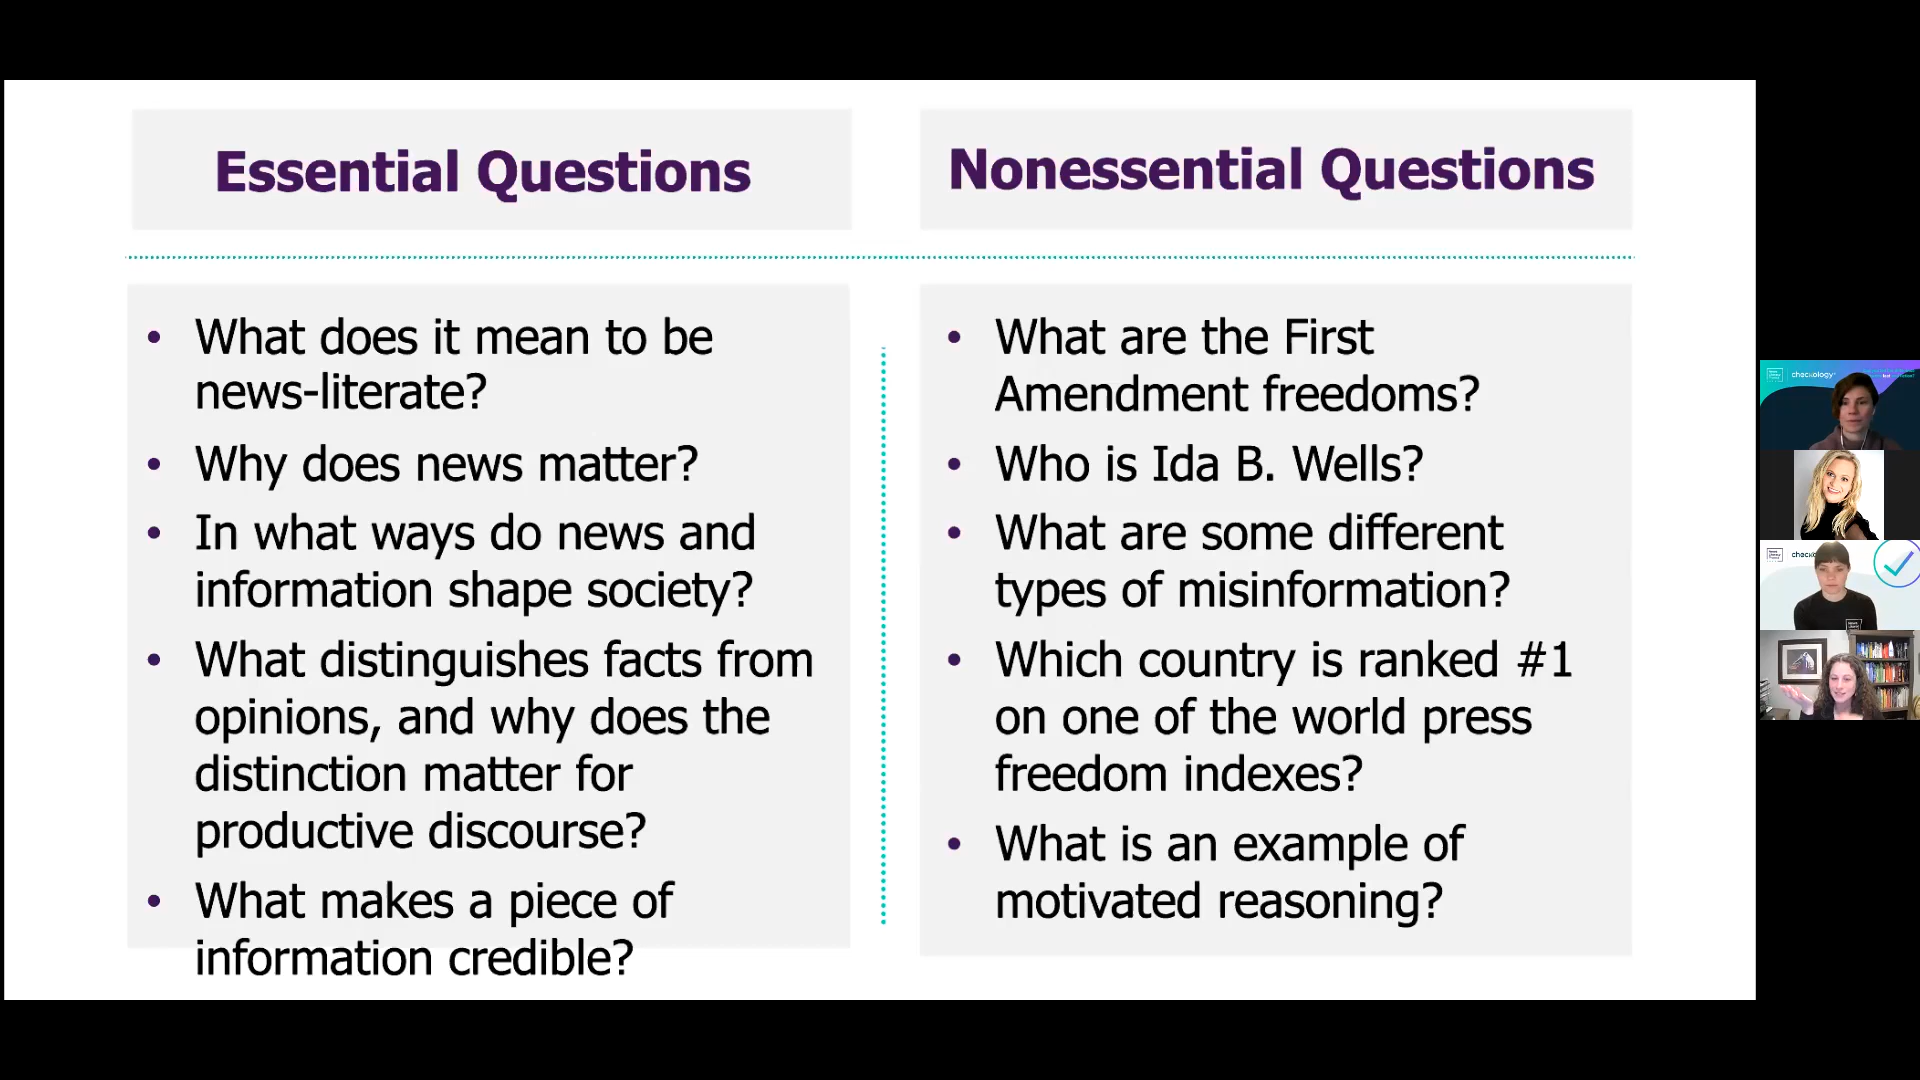 Essential Questions
Nonessential Questions
• What does it mean to be
news-literate?
• Why does news matter?
• In what ways do news and
information shape society?
• What distinguishes facts from
opinions, and why does the
distinction matter for
productive discourse?
• What makes a piece of
information credible?
• What are the First
Amendment freedoms?
• Who is Ida B. Wells?
• What are some different
types of misinformation?
• Which country is ranked #1
on one of the world press
freedom indexes?
• What is an example of
motivated reasoning?
checkology